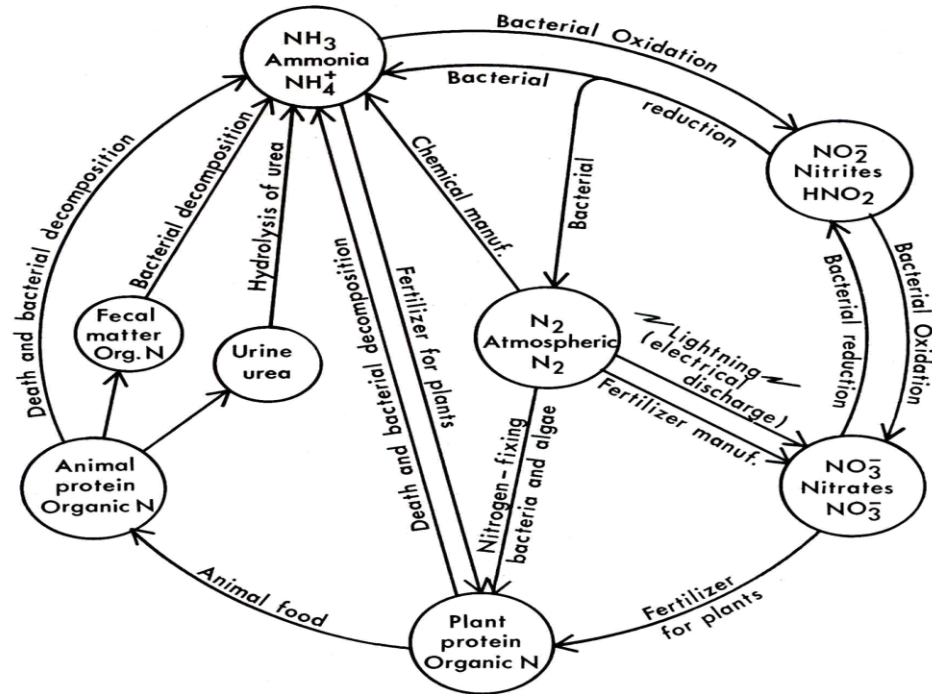 NH₃
Ammonia
NH₄⁺
Bacterial Oxidation
Bacterial
reduction
NO₂⁻
Nitrites
HNO₂
Death and bacterial decomposition
Bacterial decomposition
Hydrolysis of urea
Chemical manuf.
Bacterial
Fecal
matter
Org. N
Urine
urea
Death and bacterial decomposition
Fertilizer for plants
N₂
Atmospheric
N₂
Lightning
(electrical
discharge)
Fertilizer manuf.
Bacterial reduction
Bacterial Oxidation
Animal
protein
Organic N
Nitrogen-fixing
bacteria and algae
NO₃⁻
Nitrates
NO₃⁻
Animal food
Plant
protein
Organic N
Fertilizer
for plants